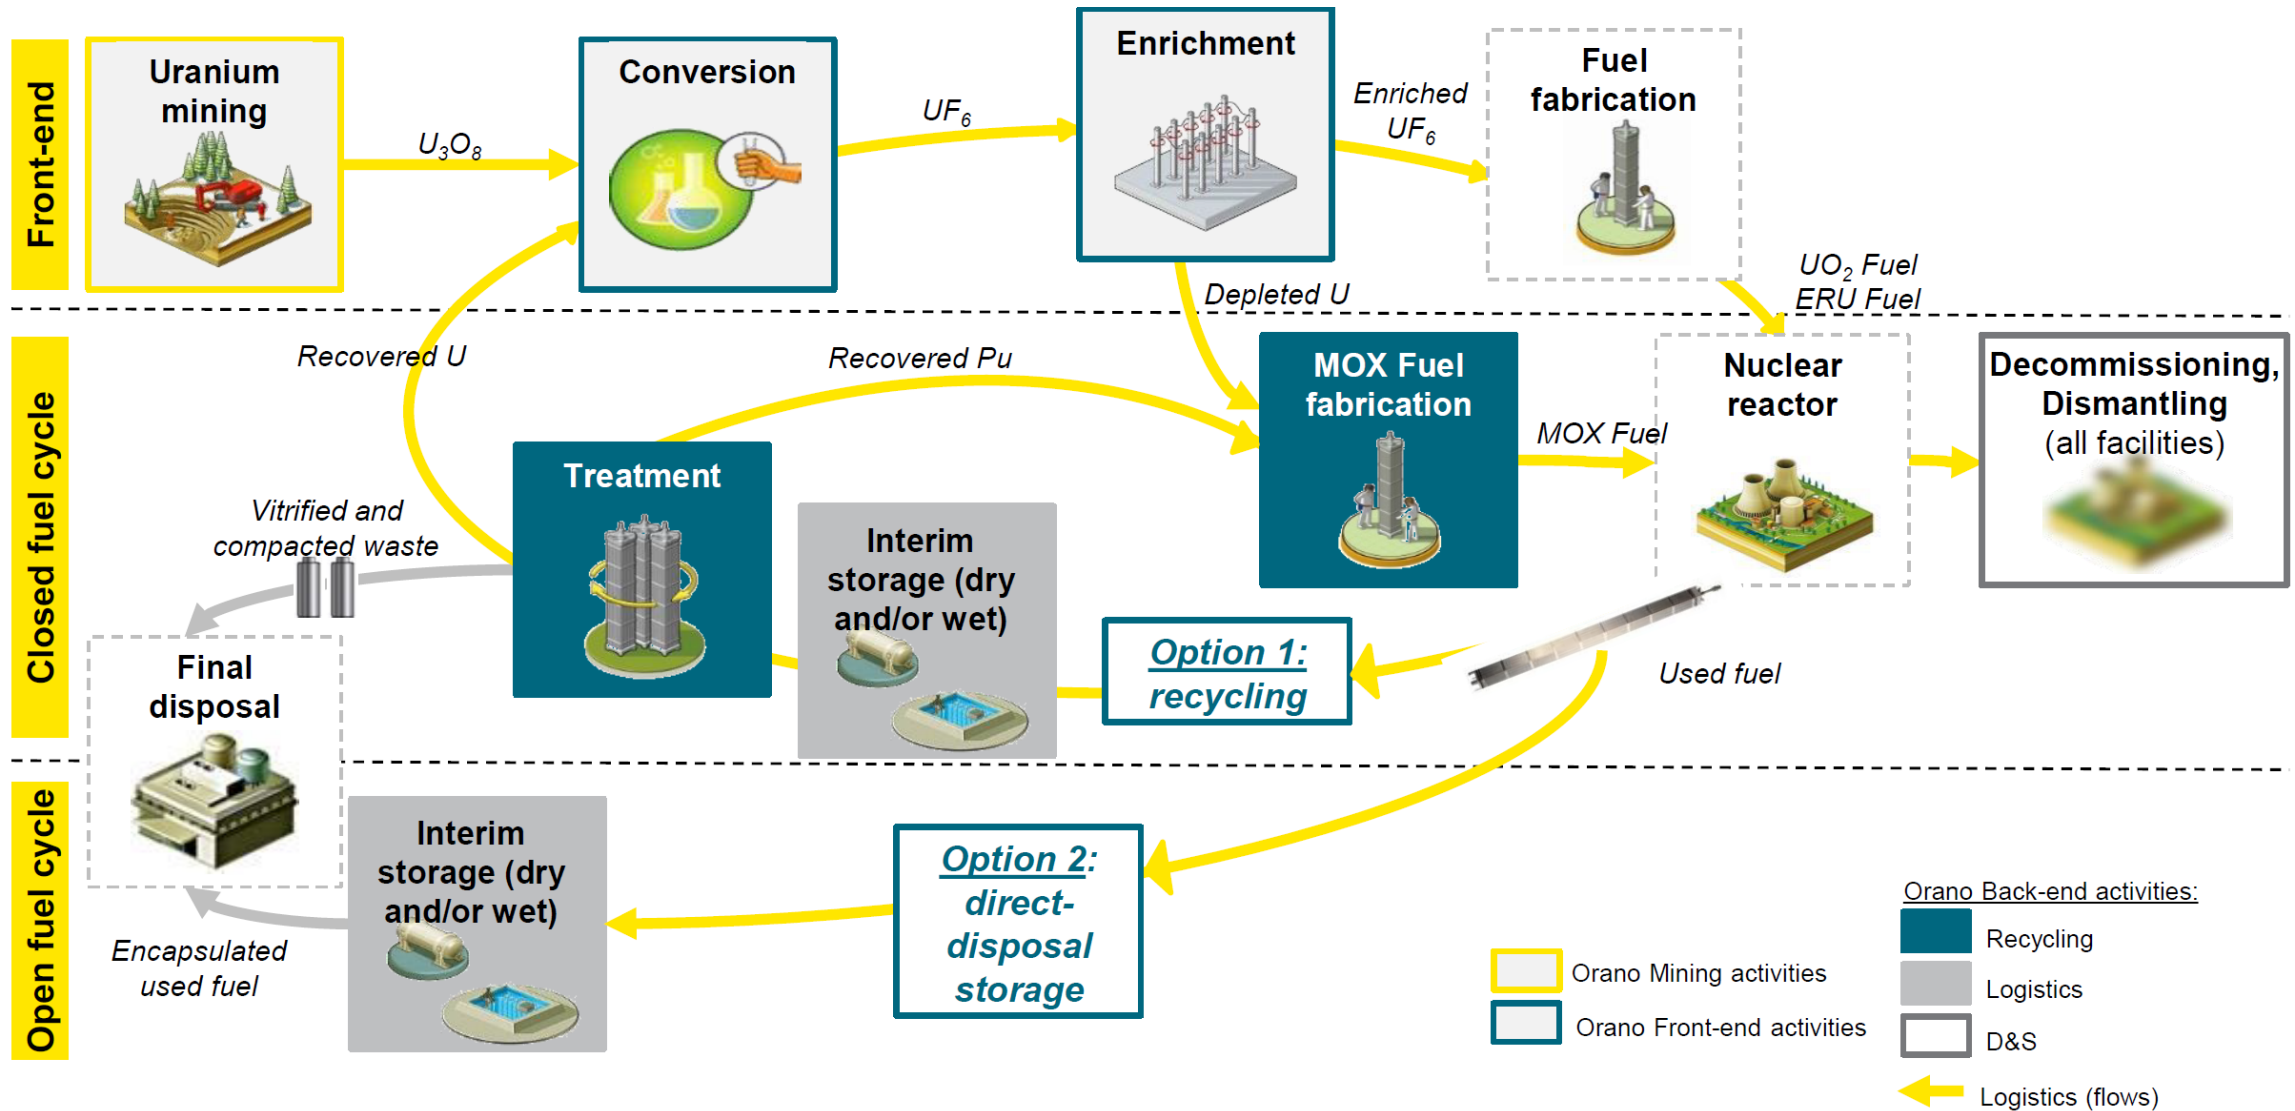 Front-end
Uranium
mining
U₃O₈
Conversion
UF₆
Enrichment
Enriched
UF₆
Fuel
fabrication
Depleted U
UO₂ Fuel
ERU Fuel
Closed fuel cycle
Recovered U
Recovered Pu
MOX Fuel
fabrication
MOX Fuel
Nuclear
reactor
Decommissioning,
Dismantling
(all facilities)
Treatment
Vitrified and
compacted waste
Interim
storage (dry
and/or wet)
Option 1:
recycling
Used fuel
Final
disposal
Open fuel cycle
Interim
storage (dry
and/or wet)
Option 2:
direct-
disposal
storage
Encapsulated
used fuel
Orano Mining activities
Orano Front-end activities
Orano Back-end activities:
Recycling
Logistics
D&S
Logistics (flows)